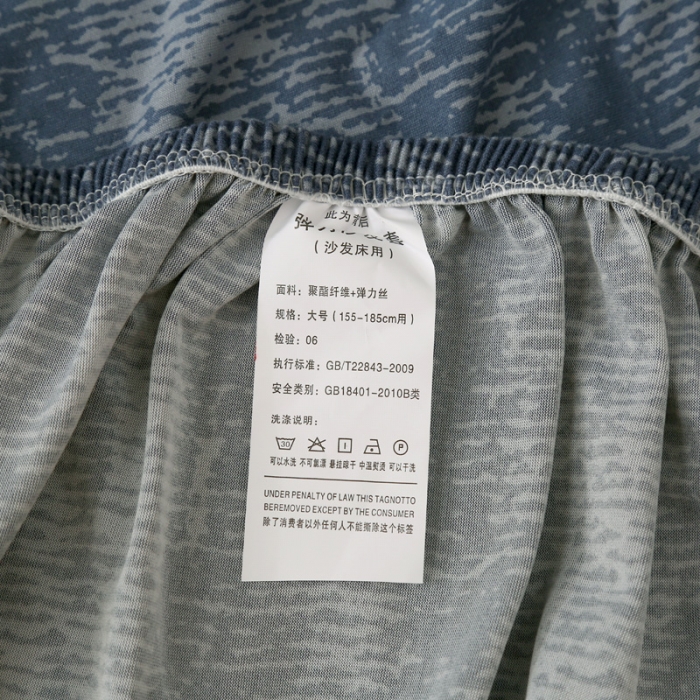 此为
弹
(沙发床用)
面料：聚酯纤维+弹力丝
规格：大号(155-185cm用)
检验：06
执行标准：GB/T22843-2009
安全类别：GB18401-2010B类
洗涤说明：
30 P
可以水洗 不可氯漂 悬挂晾干 中温熨烫 可以干洗
UNDER PENALTY OF LAW THIS TAGNOTTO
BEREMOVED EXCEPT BY THE CONSUMER
除了消费者以外任何人不能撕除这个标签